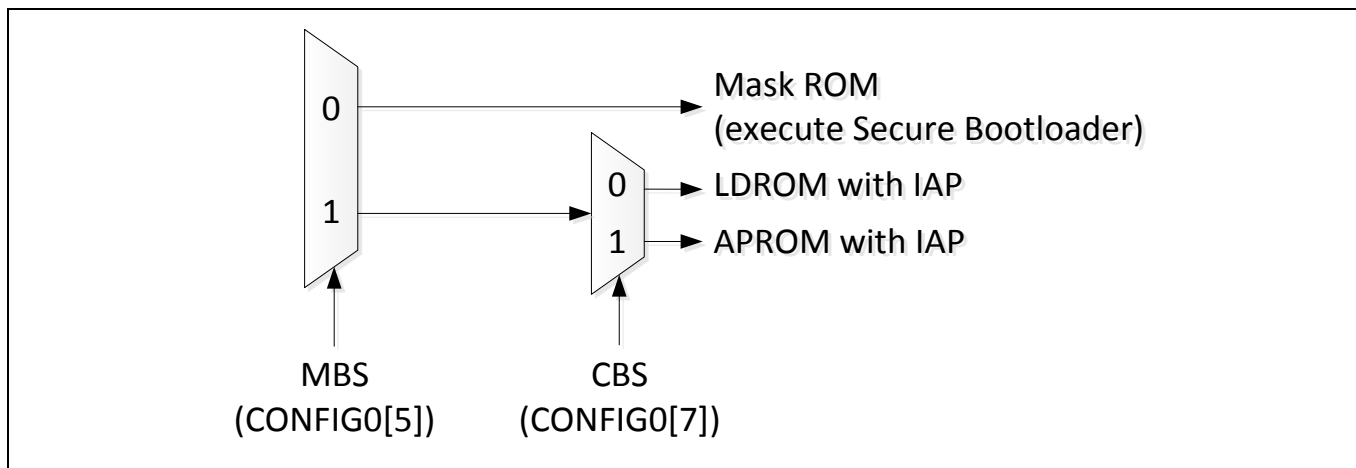 0
Mask ROM
(execute Secure Bootloader)
0
LDROM with IAP
1
1
APROM with IAP
MBS
(CONFIG0[5])
CBS
(CONFIG0[7])